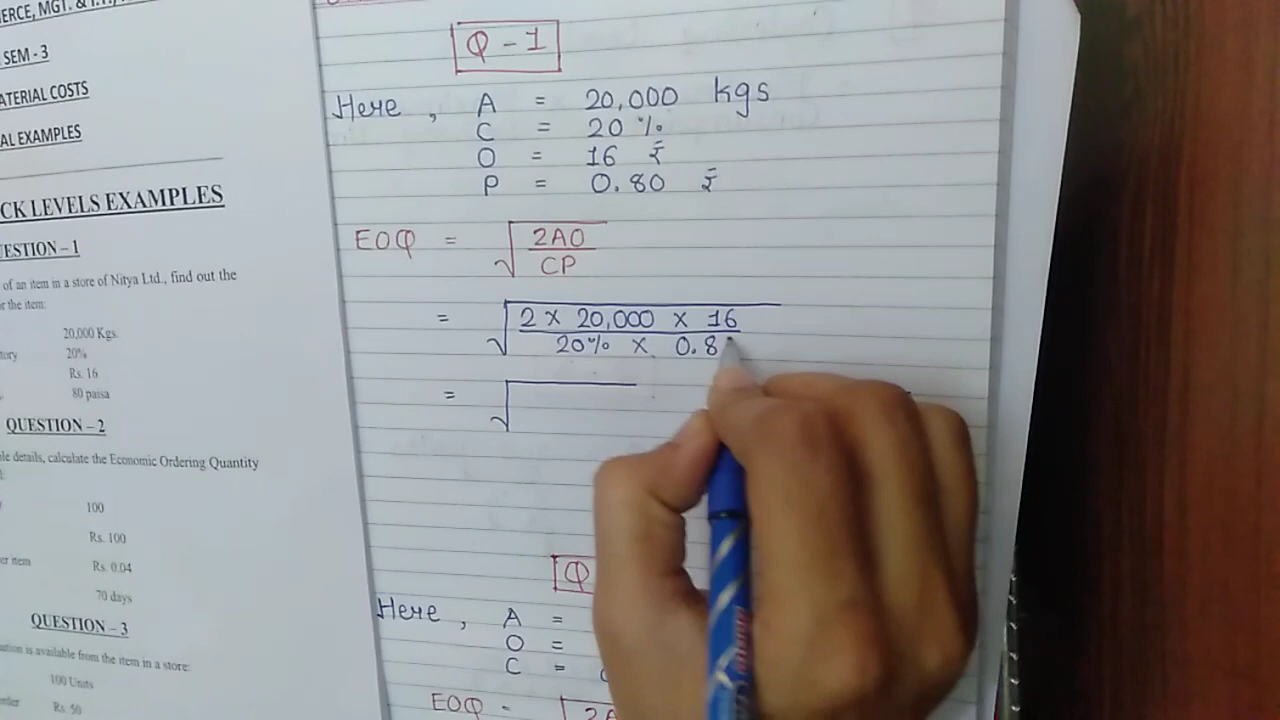 SEM - 3
ATERIAL COSTS
AL EXAMPLES
CK LEVELS EXAMPLES
ESTION – 1
of an item in a store of Nitya Ltd., find out the
the item:
20,000 Kgs.
20%
Rs. 16
80 paisa
QUESTION – 2
details, calculate the Economic Ordering Quantity
100
Rs. 100
item
Rs. 0.04
70 days
QUESTION – 3
is available from the item in a store:
100 Units
Rs. 50
Q - 1
Here, A = 20,000 kgs
C = 20 %
O = 16 ₹
P = 0.80 ₹
EOQ = √ 2AO
CP
= √ 2 X 20,000 X 16
20% X 0.8
= √
Q
Here, A =
O =
C =
EOQ = √ 2A